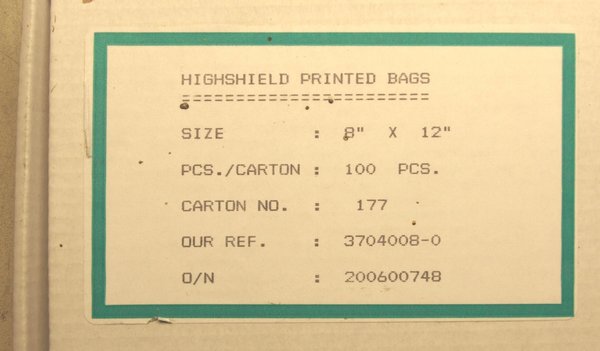 HIGHSHIELD PRINTED BAGS
=======================
SIZE : 8" X 12"
PCS./CARTON : 100 PCS.
CARTON NO. : 177
OUR REF. : 3704008-0
O/N : 200600748